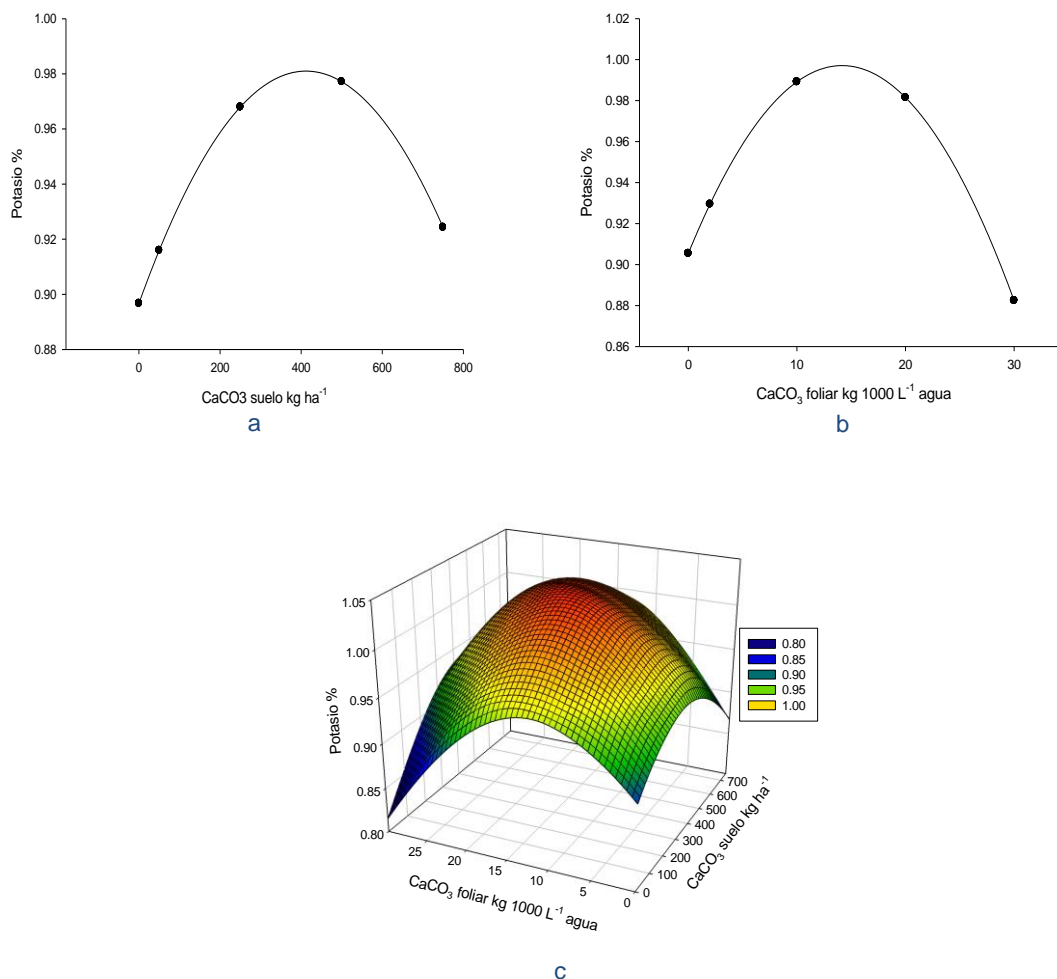 1.00
0.98
0.96
0.94
0.92
0.90
0.88
Potasio %
0 200 400 600 800
CaCO3 suelo kg ha⁻¹
a
1.02
1.00
0.98
0.96
0.94
0.92
0.90
0.88
0.86
Potasio %
0 10 20 30
CaCO₃ foliar kg 1000 L⁻¹ agua
b
1.05
1.00
0.95
0.90
0.85
0.80
Potasio %
25 20 15 10 5 0
CaCO₃ foliar kg 1000 L⁻¹ agua
0 100 200 300 400 500 600 700
CaCO₃ suelo kg ha⁻¹
0.80
0.85
0.90
0.95
1.00
c